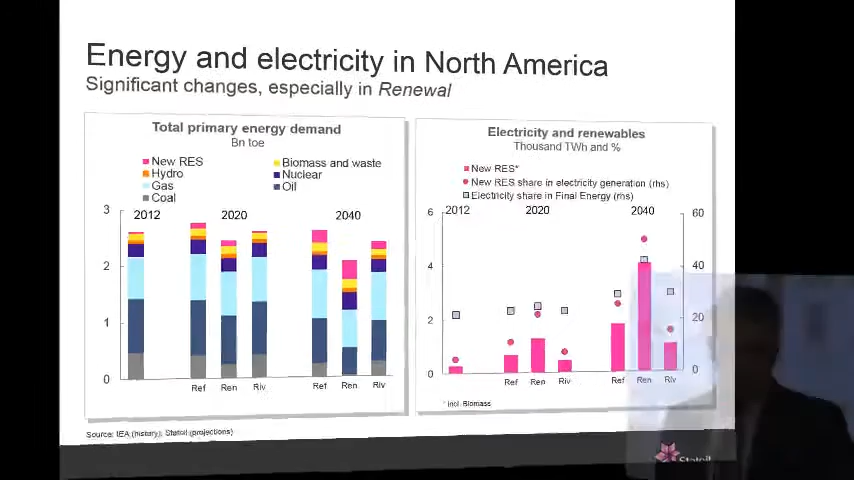 Energy and electricity in North America
Significant changes, especially in Renewal
Total primary energy demand
Bn toe
New RES
Biomass and waste
Hydro
Nuclear
Gas
Oil
Coal
3
2012
2020
2040
2
1
0
Ref
Ren
Riv
Ref
Ren
Riv
Electricity and renewables
Thousand TWh and %
New RES*
New RES share in electricity generation (rhs)
Electricity share in Final Energy (rhs)
6
2012
2020
2040
60
4
40
2
20
0
0
Ref
Ren
Riv
Ref
Ren
Riv
* incl. Biomass
Source: IEA (history), Statoil (projections)
Statoil